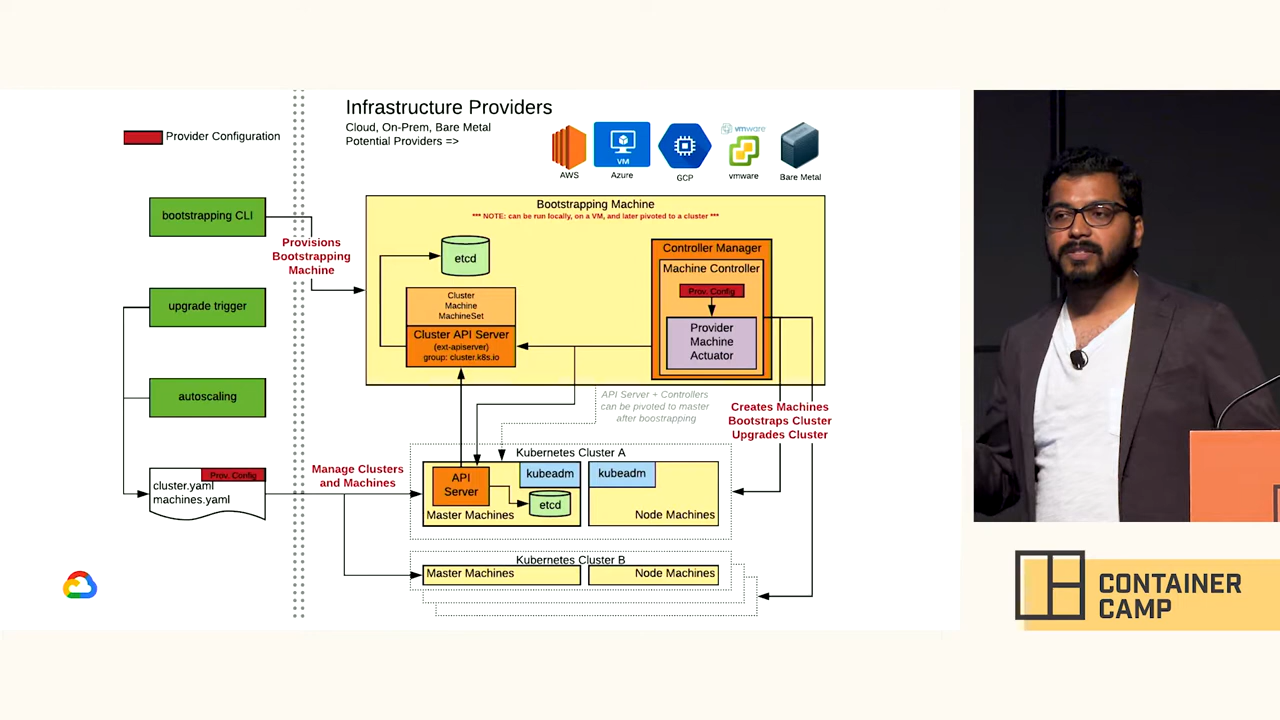 Infrastructure Providers
Cloud, On-Prem, Bare Metal
Potential Providers =>
Provider Configuration
vmware
VM
AWS
Azure
GCP
vmware
Bare Metal
bootstrapping CLI
upgrade trigger
autoscaling
Prov. Config
cluster.yaml
machines.yaml
Provisions
Bootstrapping
Machine
Bootstrapping Machine
*** NOTE: can be run locally, on a VM, and later pivoted to a cluster ***
etcd
Cluster
Machine
MachineSet
Cluster API Server
(ext-apiserver)
group: cluster.k8s.io
Controller Manager
Machine Controller
Prov. Config
Provider
Machine
Actuator
API Server + Controllers
can be pivoted to master
after boostrapping
Creates Machines
Bootstraps Cluster
Upgrades Cluster
Manage Clusters
and Machines
Kubernetes Cluster A
API
Server
kubeadm
etcd
Master Machines
kubeadm
Node Machines
Kubernetes Cluster B
Master Machines
Node Machines
CONTAINER
CAMP